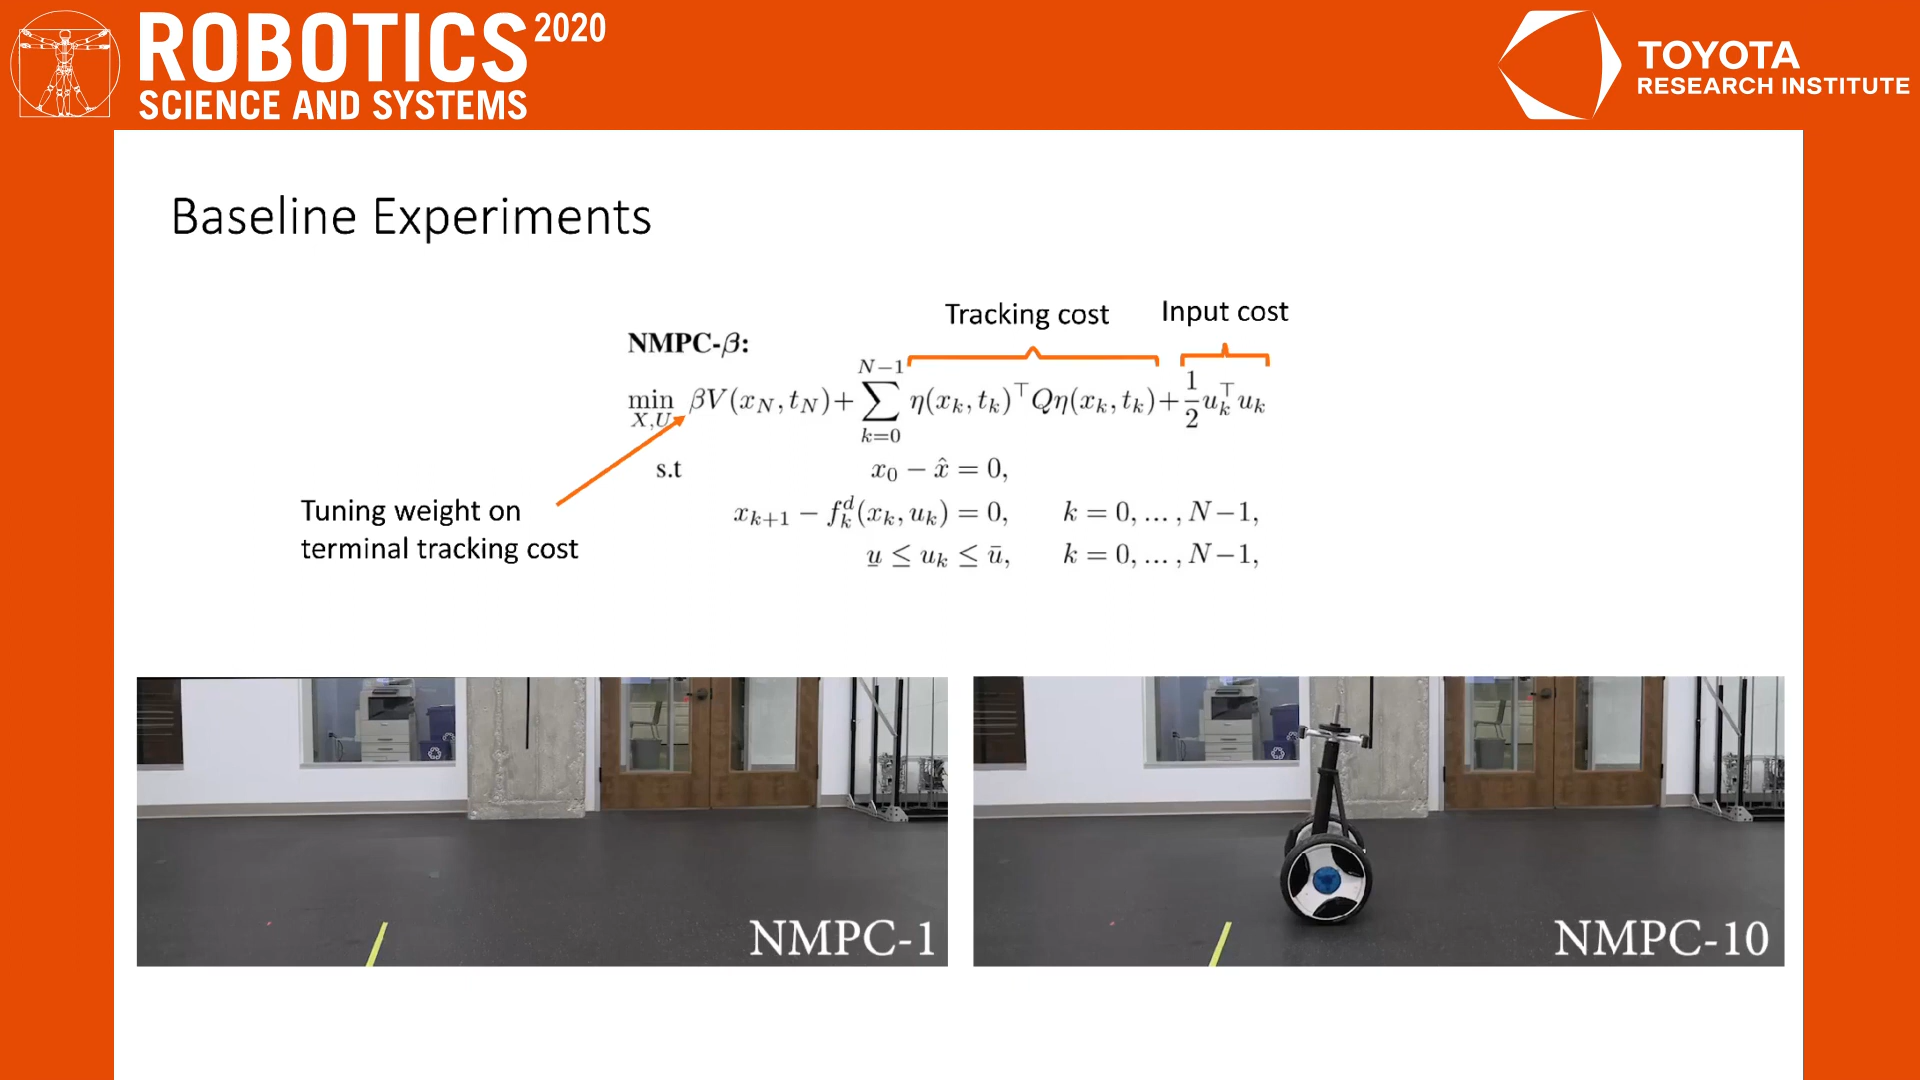 ROBOTICS 2020
SCIENCE AND SYSTEMS
TOYOTA
RESEARCH INSTITUTE
Baseline Experiments
Tracking cost
Input cost
NMPC-β:
min_{X,U} βV(x_N, t_N) + ∑_{k=0}^{N−1} η(x_k, t_k)^⊤ Qη(x_k, t_k) + 1/2 u_k^⊤ u_k
s.t x_0 − x̂ = 0,
x_{k+1} − f_k^d(x_k, u_k) = 0, k = 0, ..., N−1,
u̲ ≤ u_k ≤ ū, k = 0, ..., N−1,
Tuning weight on
terminal tracking cost
NMPC-1
NMPC-10